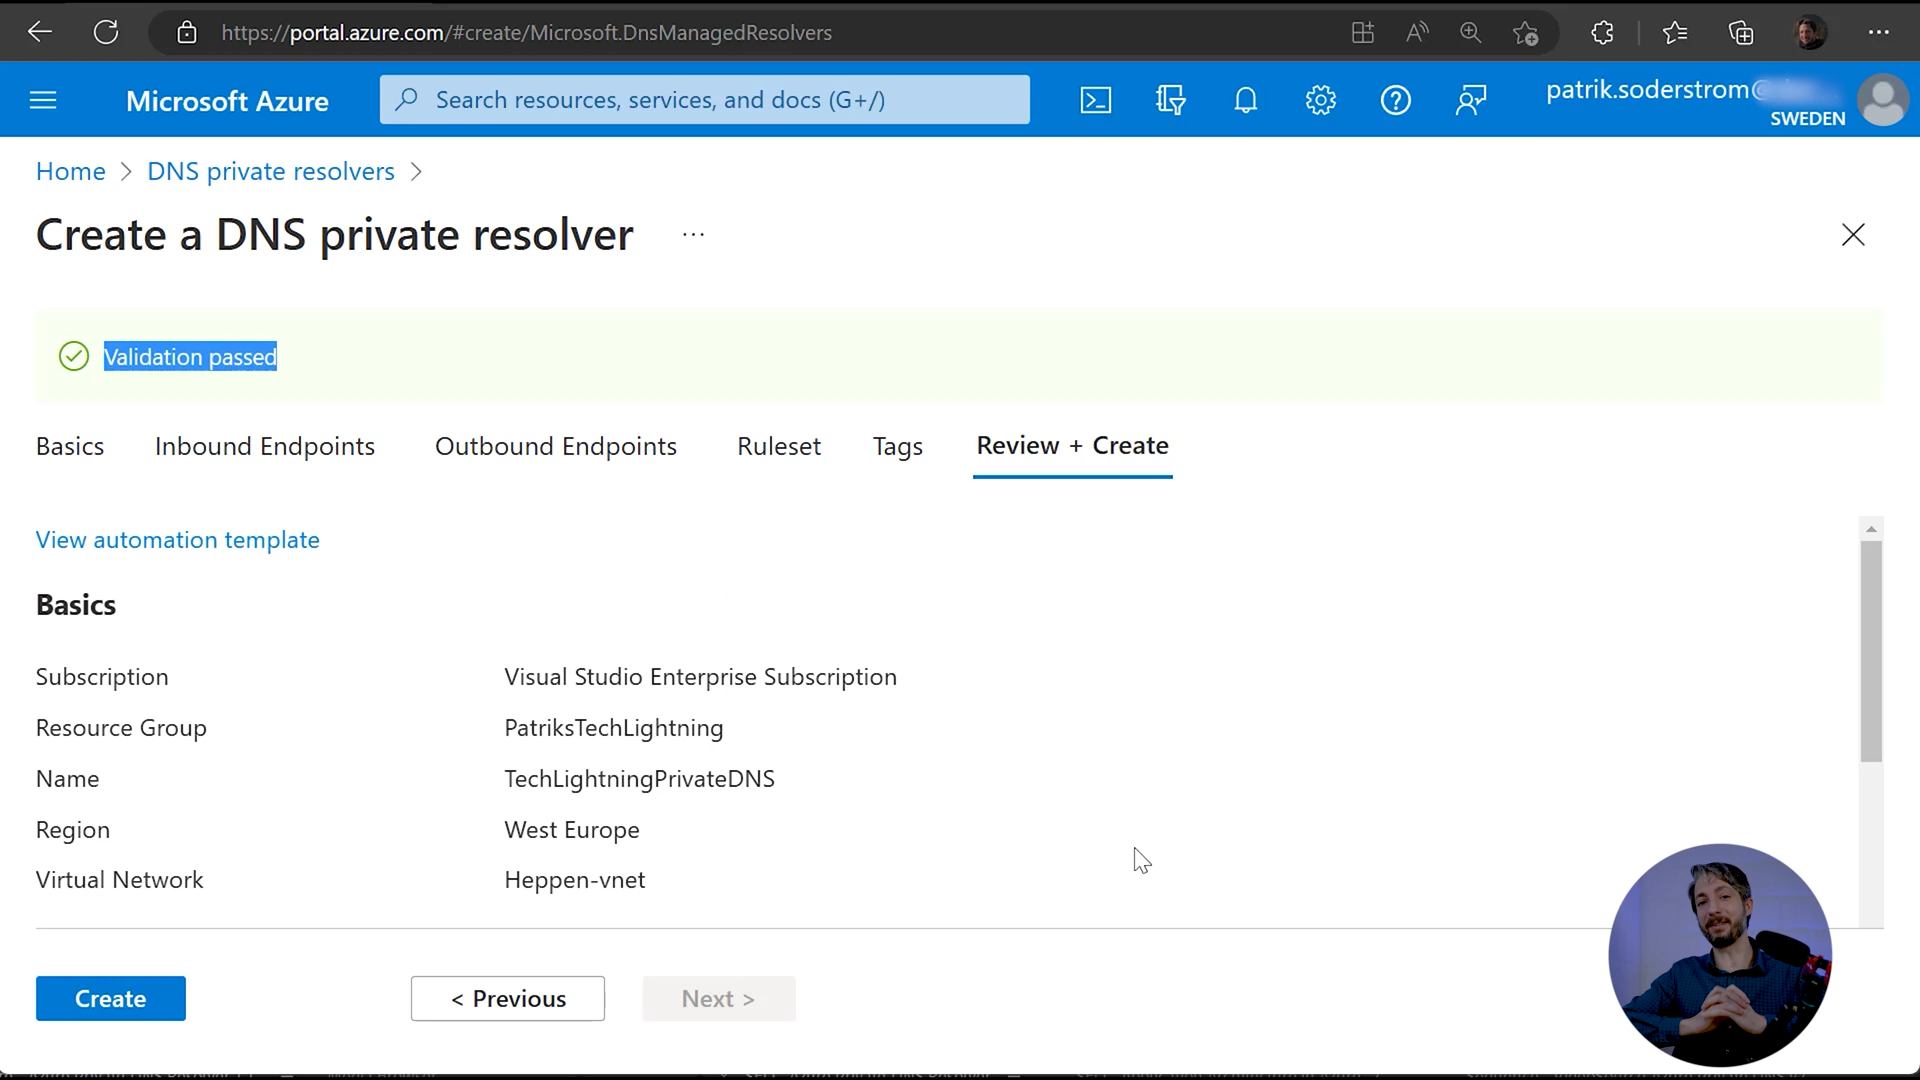 https://portal.azure.com/#create/Microsoft.DnsManagedResolvers
Microsoft Azure
Search resources, services, and docs (G+/)
patrik.soderstrom@
SWEDEN
Home > DNS private resolvers >
Create a DNS private resolver ...
Validation passed
Basics Inbound Endpoints Outbound Endpoints Ruleset Tags Review + Create
View automation template
Basics
Subscription Visual Studio Enterprise Subscription
Resource Group PatriksTechLightning
Name TechLightningPrivateDNS
Region West Europe
Virtual Network Heppen-vnet
Create < Previous Next >